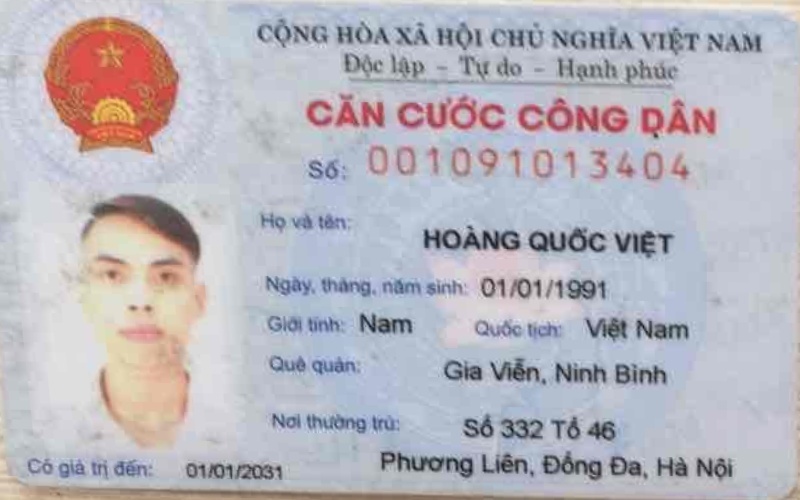 CỘNG HÒA XÃ HỘI CHỦ NGHĨA VIỆT NAM
Độc lập – Tự do – Hạnh phúc
CĂN CƯỚC CÔNG DÂN
Số: 001091013404
Họ và tên:
HOÀNG QUỐC VIỆT
Ngày, tháng, năm sinh: 01/01/1991
Giới tính: Nam Quốc tịch: Việt Nam
Quê quán: Gia Viễn, Ninh Bình
Nơi thường trú: Số 332 Tổ 46
Phương Liên, Đống Đa, Hà Nội
Có giá trị đến: 01/01/2031